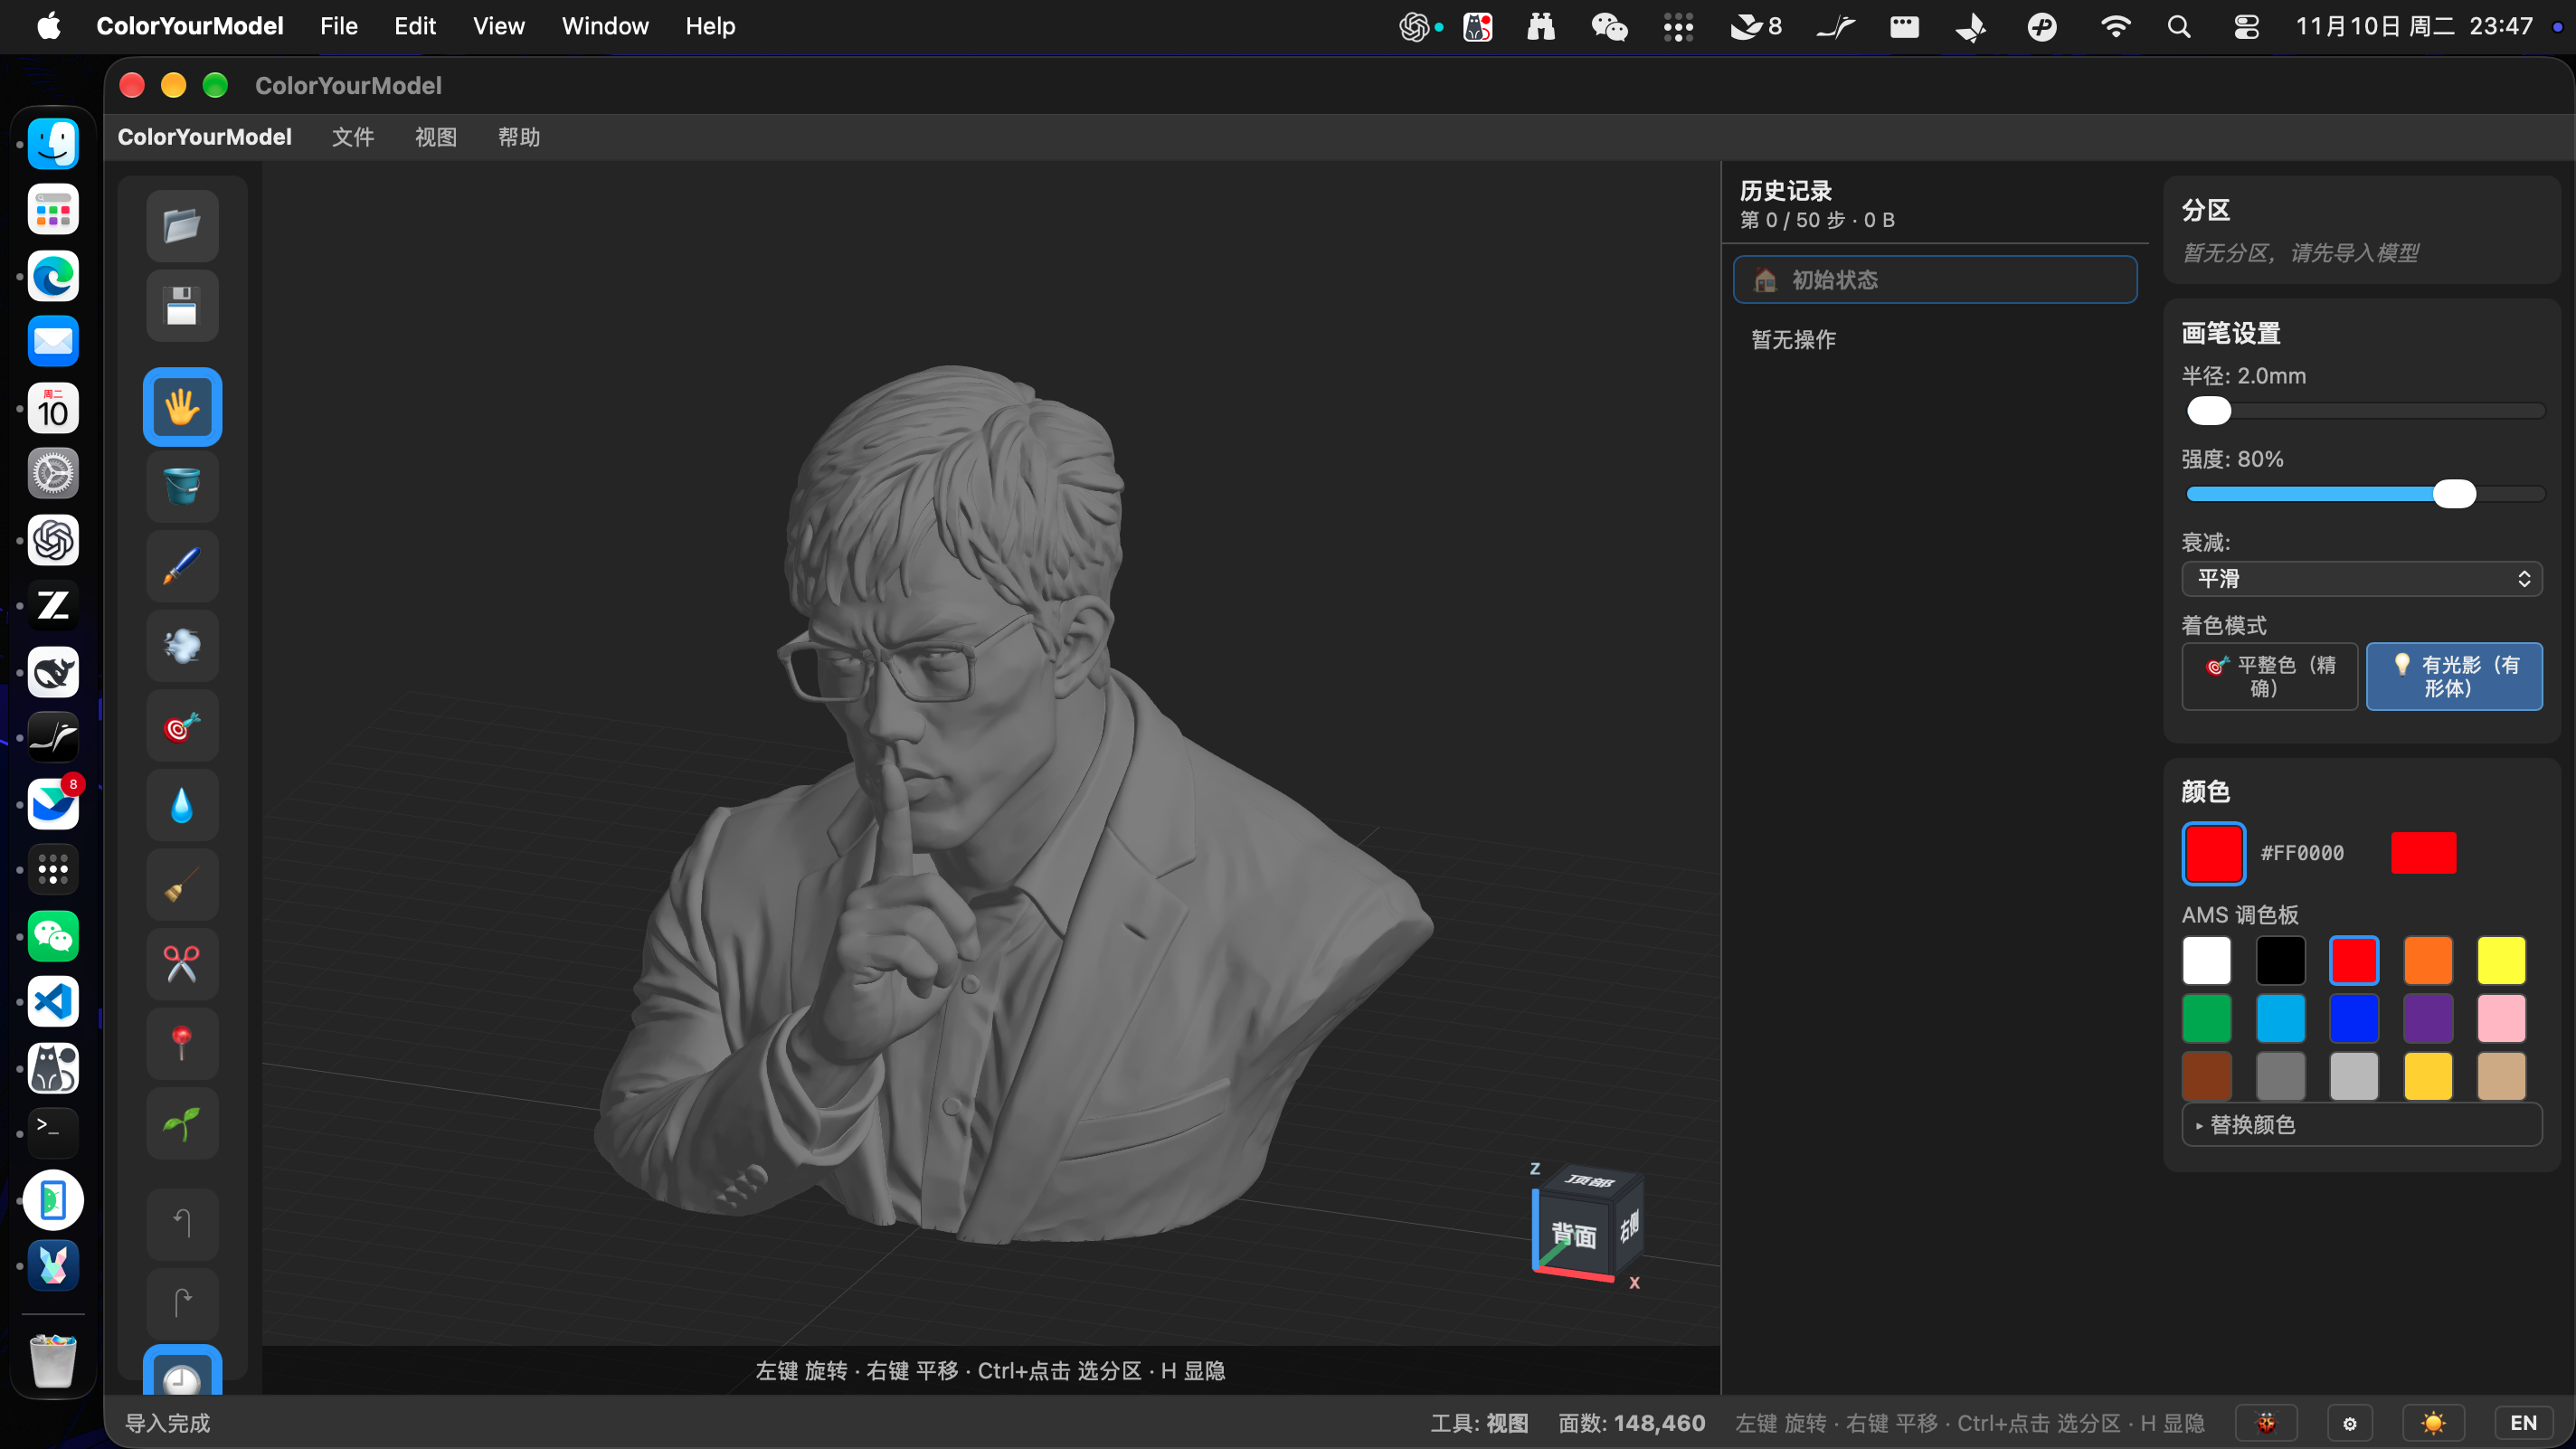 ColorYourModel File Edit View Window Help 8 11月10日 周二 23:47
ColorYourModel
ColorYourModel 文件 视图 帮助
周二
10
8
历史记录
第 0 / 50 步 · 0 B
🏠 初始状态
暂无操作
分区
暂无分区，请先导入模型
画笔设置
半径: 2.0mm
强度: 80%
衰减:
平滑
着色模式
🎯 平整色（精
确）
💡 有光影（有
形体）
颜色
#FF0000
AMS 调色板
▸ 替换颜色
Z
顶部
背面
右侧
X
左键 旋转 · 右键 平移 · Ctrl+点击 选分区 · H 显隐
导入完成
工具: 视图 面数: 148,460 左键 旋转 · 右键 平移 · Ctrl+点击 选分区 · H 显隐 EN